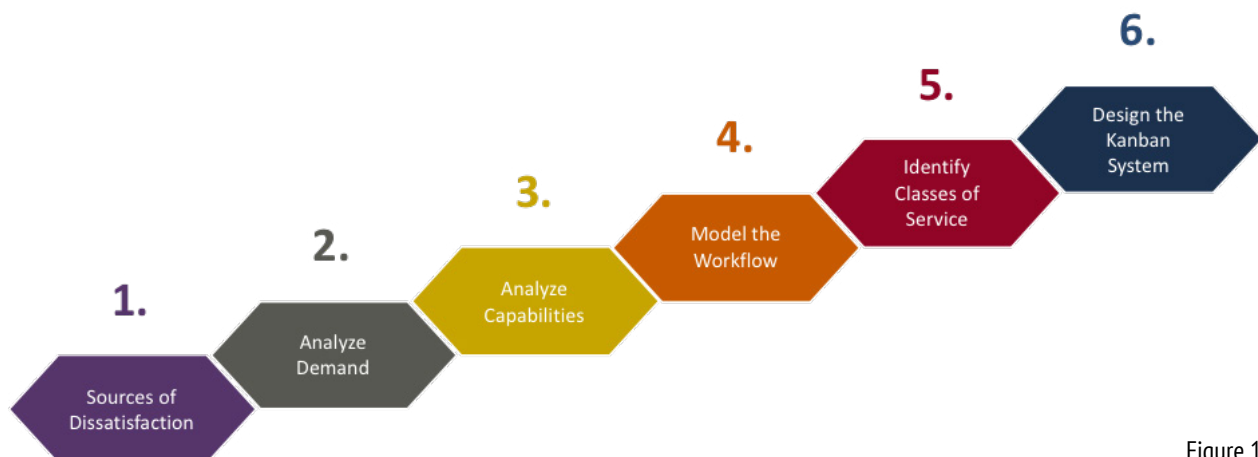 1.
Sources of
Dissatisfaction
2.
Analyze
Demand
3.
Analyze
Capabilities
4.
Model the
Workflow
5.
Identify
Classes of
Service
6.
Design the
Kanban
System
Figure 1